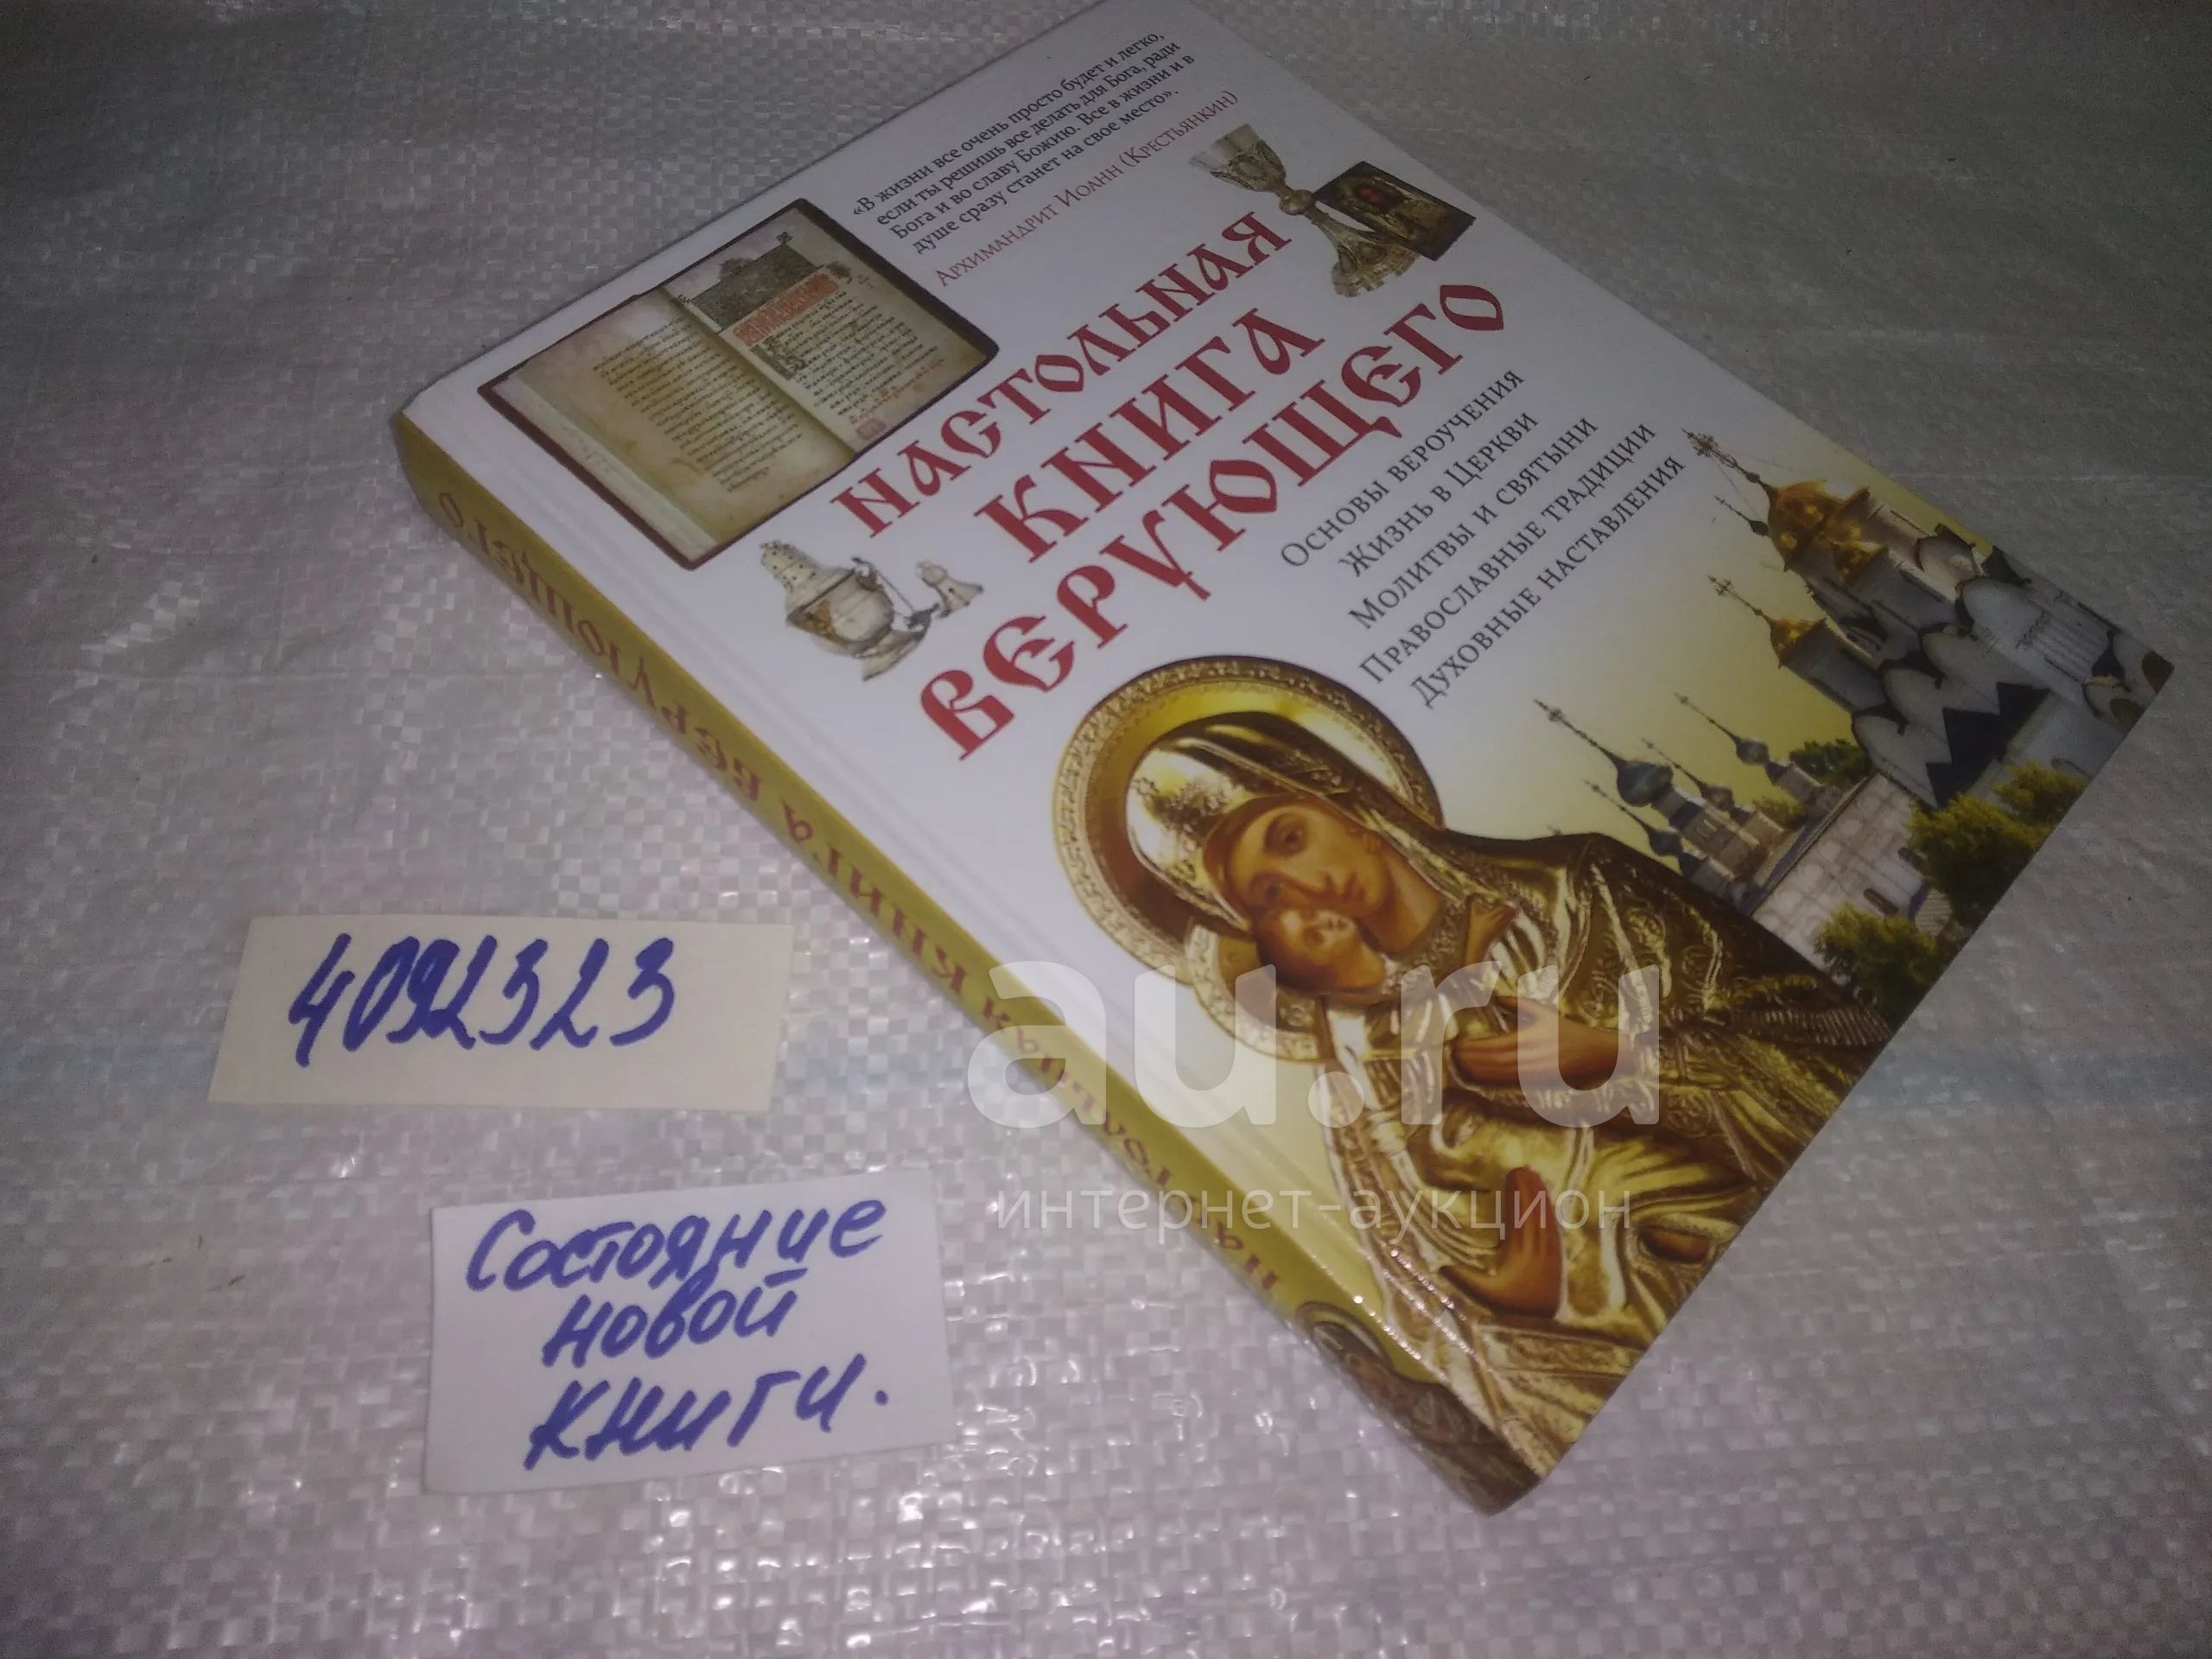 «В жизни все очень просто будет и легко,
если ты решишь все делать для Бога, ради
Бога и во славу Божию. Все в жизни и в
душе сразу станет на свое место».
Архимандрит Иоанн (Крестьянкин)
НАСТОЛЬНАЯ
КНИГА
ВЕРУЮЩЕГО
Основы вероучения
Жизнь в Церкви
Молитвы и святыни
Православные традиции
Духовные наставления
НАСТОЛЬНАЯ КНИГА ВЕРУЮЩЕГО
4092323
Состояние
новой
книги.
au.ru
интернет-аукцион